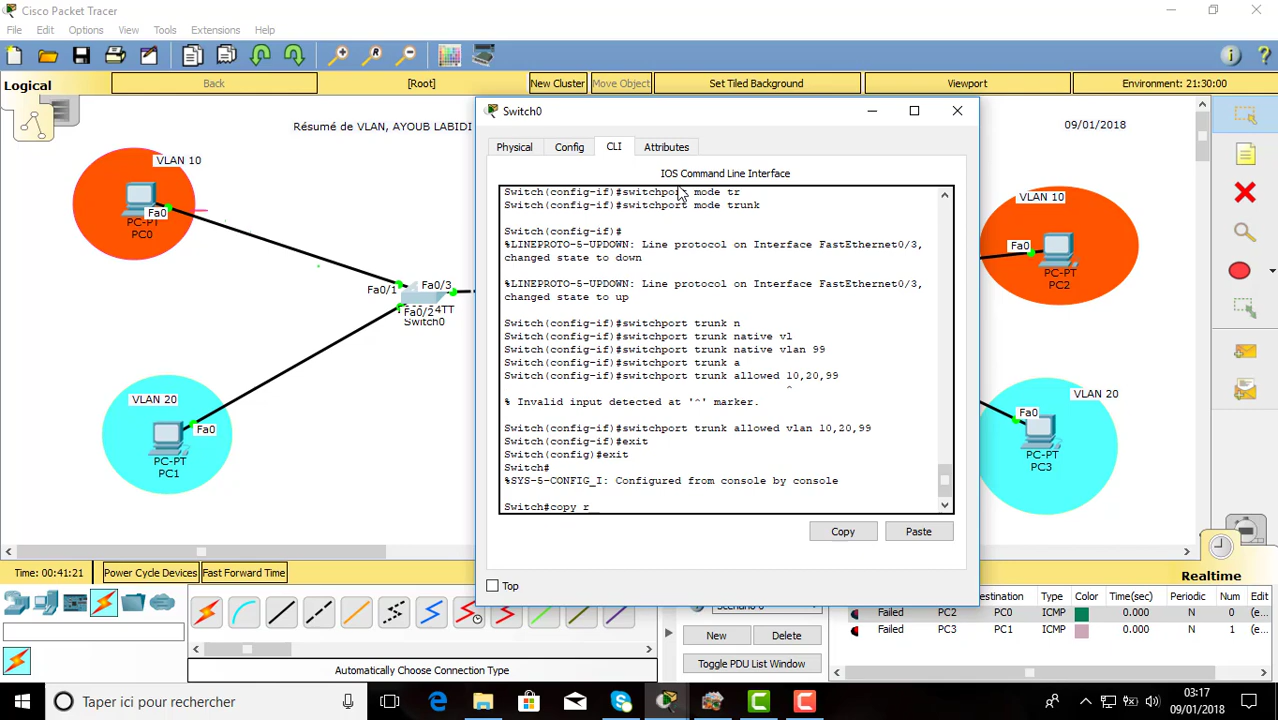 Cisco Packet Tracer
File Edit Options View Tools Extensions Help
Logical Back [Root] New Cluster Move Object Set Tiled Background Viewport Environment: 21:30:00
Résumé de VLAN, AYOUB LABIDI
09/01/2018
VLAN 10
Fa0
PC-PT
PC0
Fa0/1
Fa0/3
Fa0/2
Switch0
VLAN 20
Fa0
PC-PT
PC1
VLAN 10
Fa0
PC-PT
PC2
VLAN 20
Fa0
PC-PT
PC3
Switch0
Physical Config CLI Attributes
IOS Command Line Interface
Switch(config-if)#switchport mode tr
Switch(config-if)#switchport mode trunk
Switch(config-if)#
%LINEPROTO-5-UPDOWN: Line protocol on Interface FastEthernet0/3,
changed state to down
%LINEPROTO-5-UPDOWN: Line protocol on Interface FastEthernet0/3,
changed state to up
Switch(config-if)#switchport trunk n
Switch(config-if)#switchport trunk native vl
Switch(config-if)#switchport trunk native vlan 99
Switch(config-if)#switchport trunk a
Switch(config-if)#switchport trunk allowed 10,20,99
^
% Invalid input detected at '^' marker.
Switch(config-if)#switchport trunk allowed vlan 10,20,99
Switch(config-if)#exit
Switch(config)#exit
Switch#
%SYS-5-CONFIG_I: Configured from console by console
Switch#copy r
Copy Paste
Top
Time: 00:41:21 Power Cycle Devices Fast Forward Time
Realtime
Automatically Choose Connection Type
New Delete
Toggle PDU List Window
Type Color Time(sec) Periodic Num Edit
Failed PC2 PC0 ICMP 0.000 N 0
Failed PC3 PC1 ICMP 0.000 N 1
Taper ici pour rechercher
03:17
09/01/2018